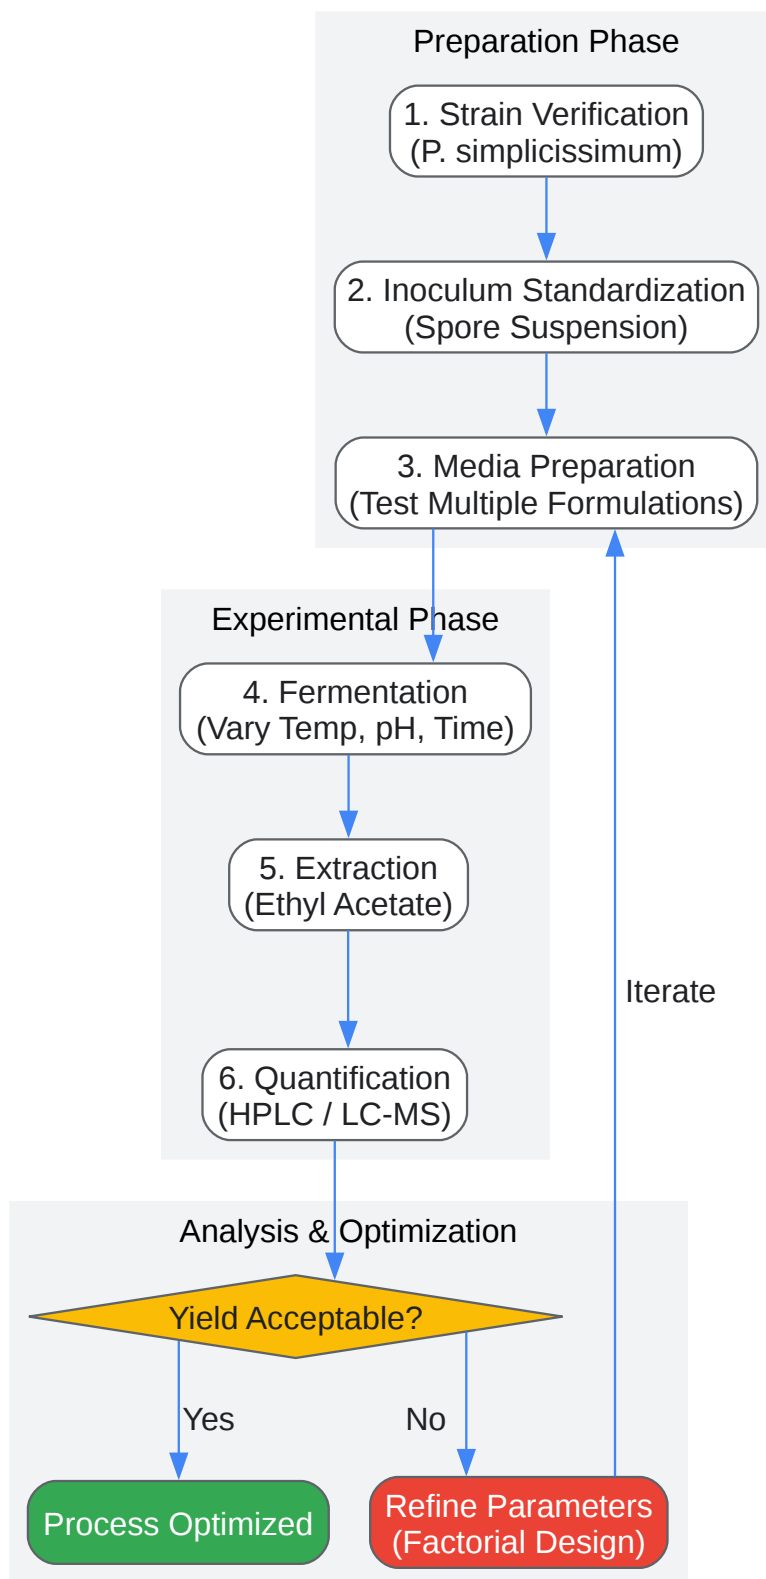 Preparation Phase
1. Strain Verification
(P. simplicissimum)
2. Inoculum Standardization
(Spore Suspension)
3. Media Preparation
(Test Multiple Formulations)
Experimental Phase
4. Fermentation
(Vary Temp, pH, Time)
5. Extraction
(Ethyl Acetate)
Iterate
6. Quantification
(HPLC / LC-MS)
Analysis & Optimization
Yield Acceptable?
Yes
No
Process Optimized
Refine Parameters
(Factorial Design)